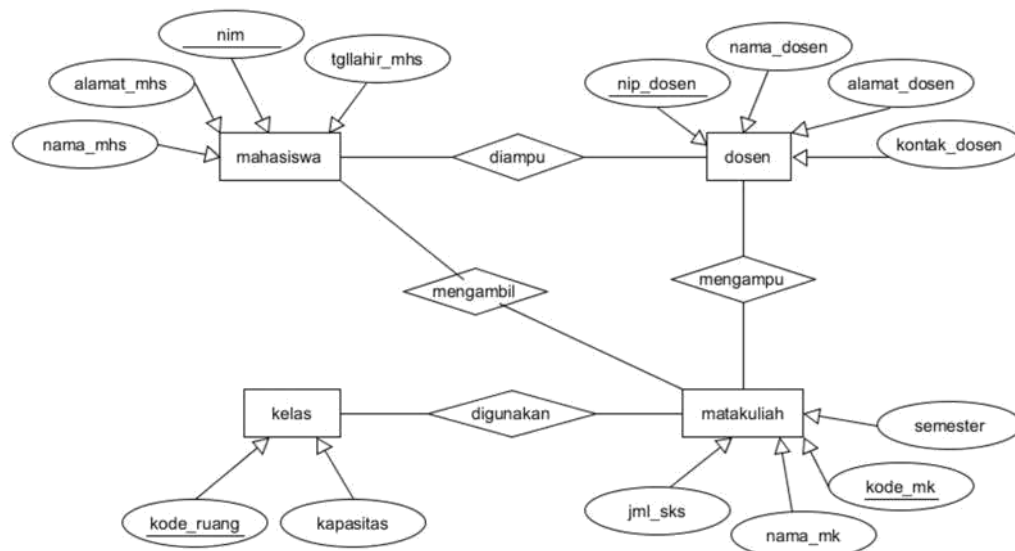 nim
tgllahir_mhs
alamat_mhs
nama_mhs
mahasiswa
diampu
nama_dosen
nip_dosen
alamat_dosen
kontak_dosen
dosen
mengambil
mengampu
kelas
digunakan
matakuliah
semester
kode_mk
jml_sks
nama_mk
kode_ruang
kapasitas